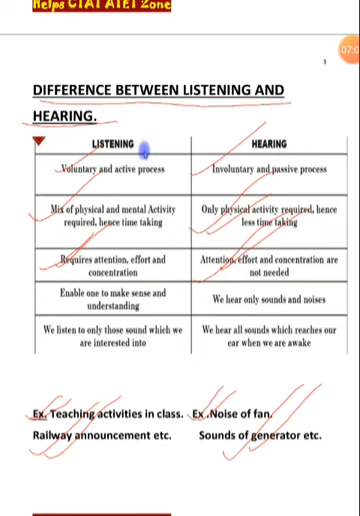 Helps CTAT ATET Zone
07:0
1
DIFFERENCE BETWEEN LISTENING AND
HEARING.
LISTENING
HEARING
Voluntary and active process
Involuntary and passive process
Mix of physical and mental Activity
required, hence time taking
Only physical activity required, hence
less time taking
Requires attention, effort and
concentration
Attention, effort and concentration are
not needed
Enable one to make sense and
understanding
We hear only sounds and noises
We listen to only those sound which we
are interested into
We hear all sounds which reaches our
ear when we are awake
Ex. Teaching activities in class. Ex .Noise of fan.
Railway announcement etc. Sounds of generator etc.